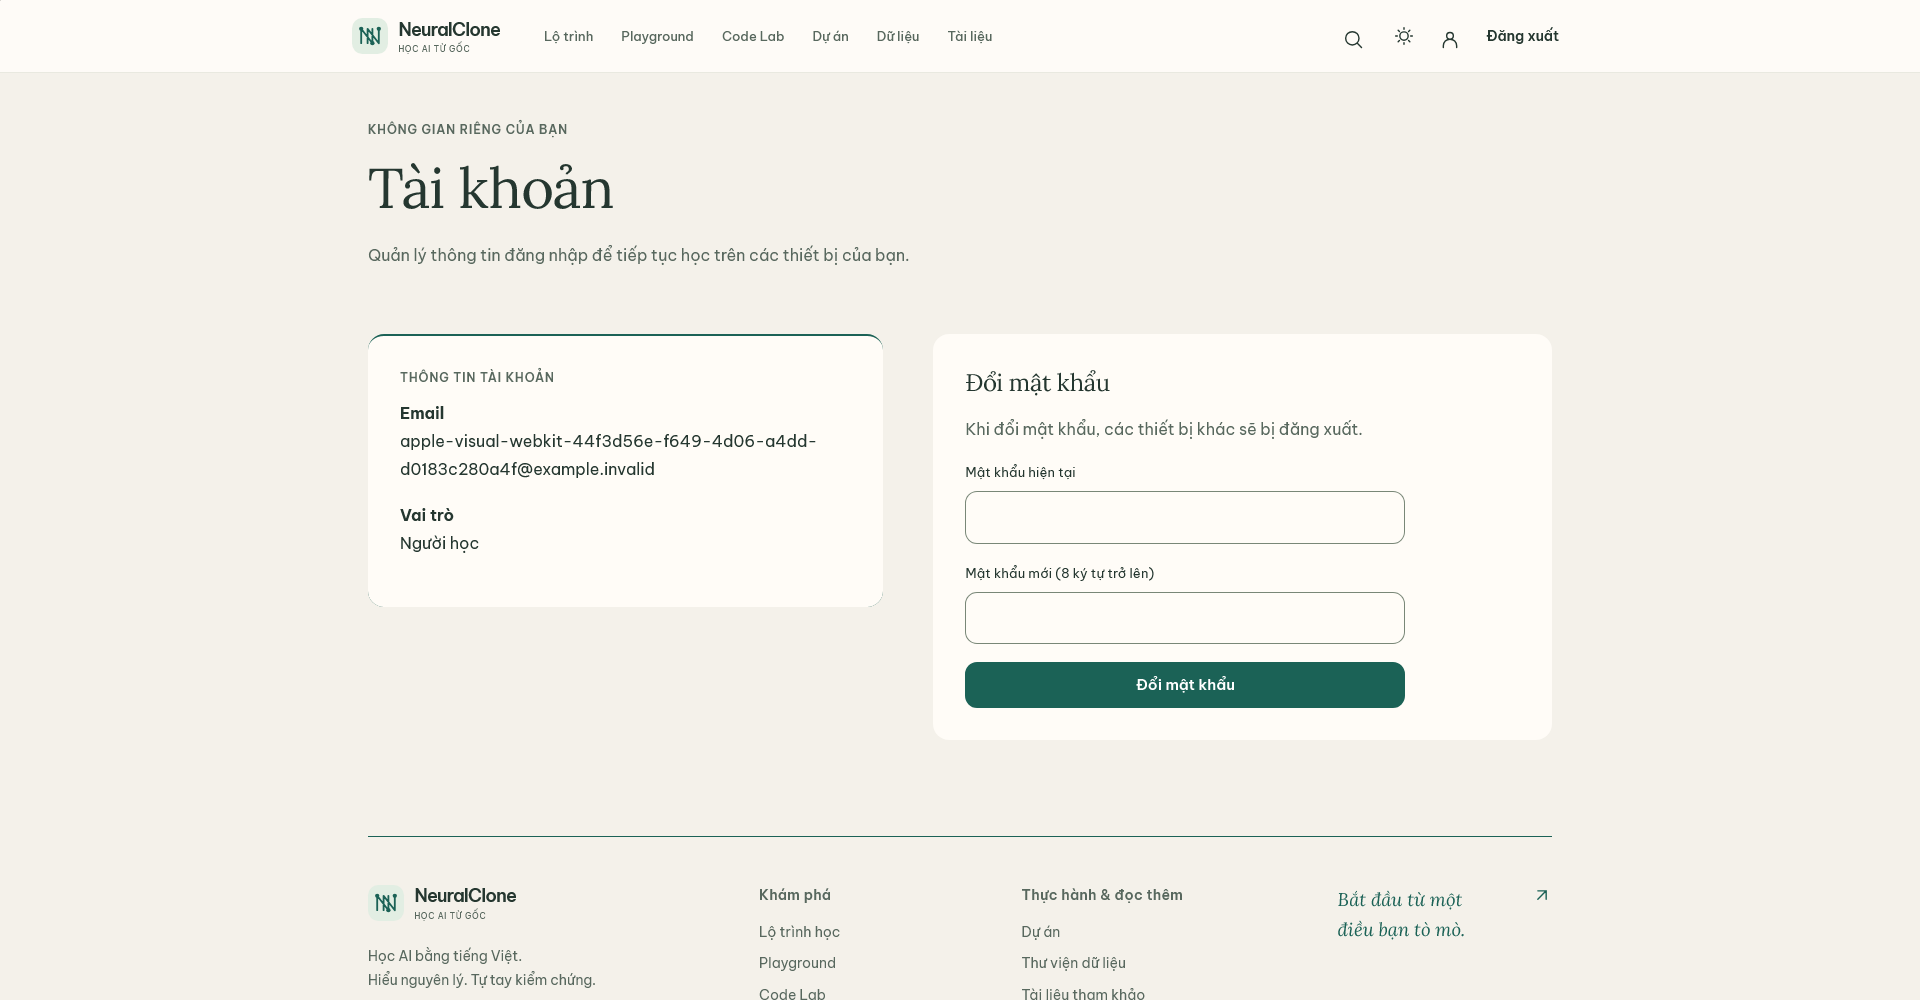 NeuralClone
HỌC AI TỪ GỐC
Lộ trình
Playground
Code Lab
Dự án
Dữ liệu
Tài liệu
Đăng xuất
KHÔNG GIAN RIÊNG CỦA BẠN
Tài khoản
Quản lý thông tin đăng nhập để tiếp tục học trên các thiết bị của bạn.
THÔNG TIN TÀI KHOẢN
Email
apple-visual-webkit-44f3d56e-f649-4d06-a4dd-
d0183c280a4f@example.invalid
Vai trò
Người học
Đổi mật khẩu
Khi đổi mật khẩu, các thiết bị khác sẽ bị đăng xuất.
Mật khẩu hiện tại
Mật khẩu mới (8 ký tự trở lên)
Đổi mật khẩu
NeuralClone
HỌC AI TỪ GỐC
Học AI bằng tiếng Việt.
Hiểu nguyên lý. Tự tay kiểm chứng.
Khám phá
Lộ trình học
Playground
Code Lab
Thực hành & đọc thêm
Dự án
Thư viện dữ liệu
Tài liệu tham khảo
Bắt đầu từ một
điều bạn tò mò.